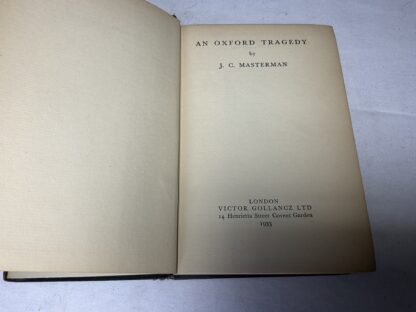 AN OXFORD TRAGEDY
by
J. C. MASTERMAN
LONDON
VICTOR GOLLANCZ LTD
14 Henrietta Street Covent Garden
1933